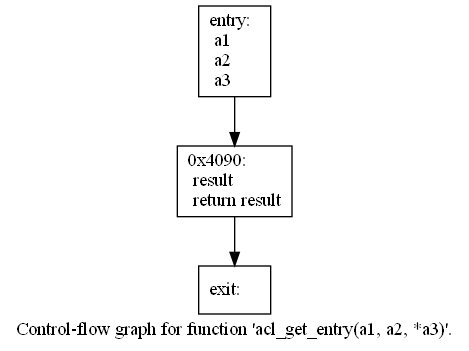 entry:
a1
a2
a3
0x4090:
result
return result
exit:
Control-flow graph for function 'acl_get_entry(a1, a2, *a3)'.